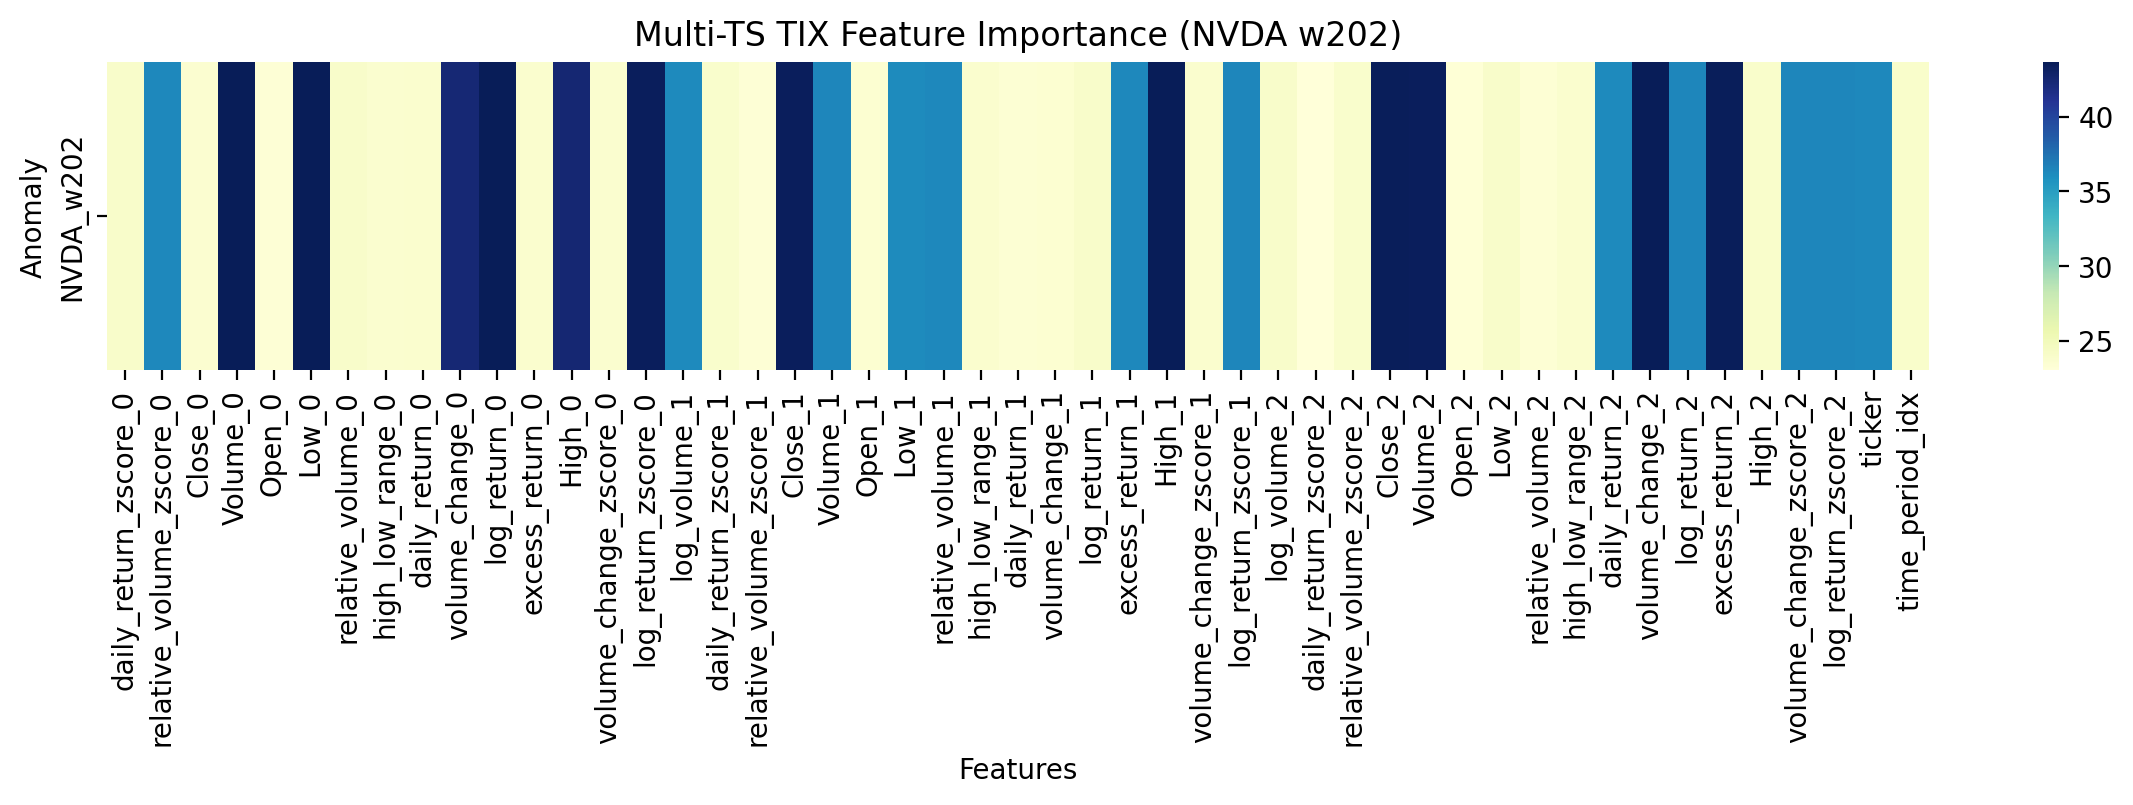 Multi-TS TIX Feature Importance (NVDA w202)
Anomaly
NVDA_w202
40
35
30
25
daily_return_zscore_0
relative_volume_zscore_0
Close_0
Volume_0
Open_0
Low_0
relative_volume_0
high_low_range_0
daily_return_0
volume_change_0
log_return_0
excess_return_0
High_0
volume_change_zscore_0
log_return_zscore_0
log_volume_1
daily_return_zscore_1
relative_volume_zscore_1
Close_1
Volume_1
Open_1
Low_1
relative_volume_1
high_low_range_1
daily_return_1
volume_change_1
log_return_1
excess_return_1
High_1
volume_change_zscore_1
log_return_zscore_1
log_volume_2
daily_return_zscore_2
relative_volume_zscore_2
Close_2
Volume_2
Open_2
Low_2
relative_volume_2
high_low_range_2
daily_return_2
volume_change_2
log_return_2
excess_return_2
High_2
volume_change_zscore_2
log_return_zscore_2
ticker
time_period_idx
Features